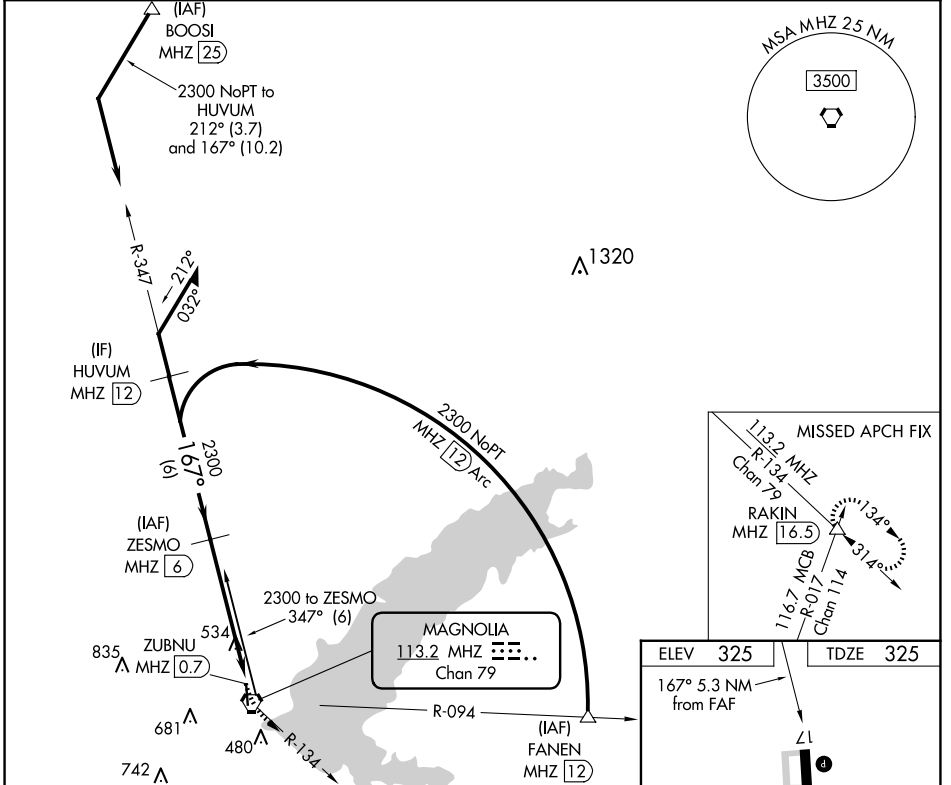 (IAF)
BOOSI
MHZ 25
2300 NoPT to
HUVUM
212° (3.7)
and 167° (10.2)
MSA MHZ 25 NM
3500
1320
R-347
212°
032°
(IF)
HUVUM
MHZ 12
2300 NoPT
MHZ 12 Arc
2300
167°
(6)
(IAF)
ZESMO
MHZ 6
2300 to ZESMO
347° (6)
534
835
ZUBNU
MHZ 0.7
MAGNOLIA
113.2 MHZ
Chan 79
R-094
(IAF)
FANEN
MHZ 12
681
480
742
R-134
MISSED APCH FIX
113.2 MHZ
R-134
Chan 79
RAKIN
MHZ 16.5
134°
314°
116.7 MCB
R-017
Chan 114
ELEV 325
TDZE 325
167° 5.3 NM
from FAF
17
P